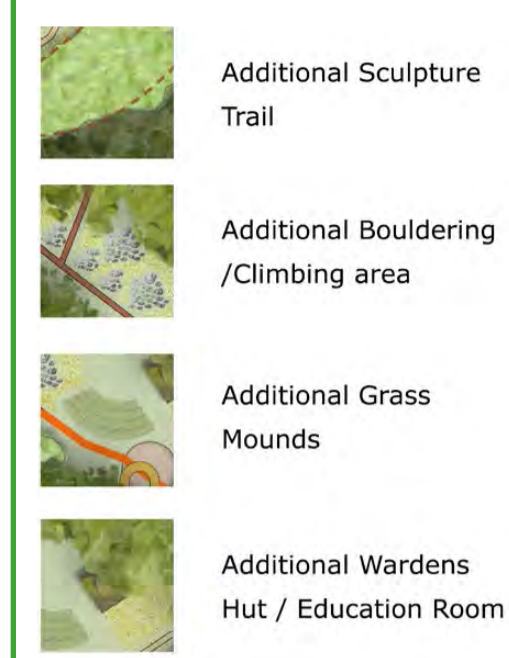 Additional Sculpture
Trail
Additional Bouldering
/Climbing area
Additional Grass
Mounds
Additional Wardens
Hut / Education Room